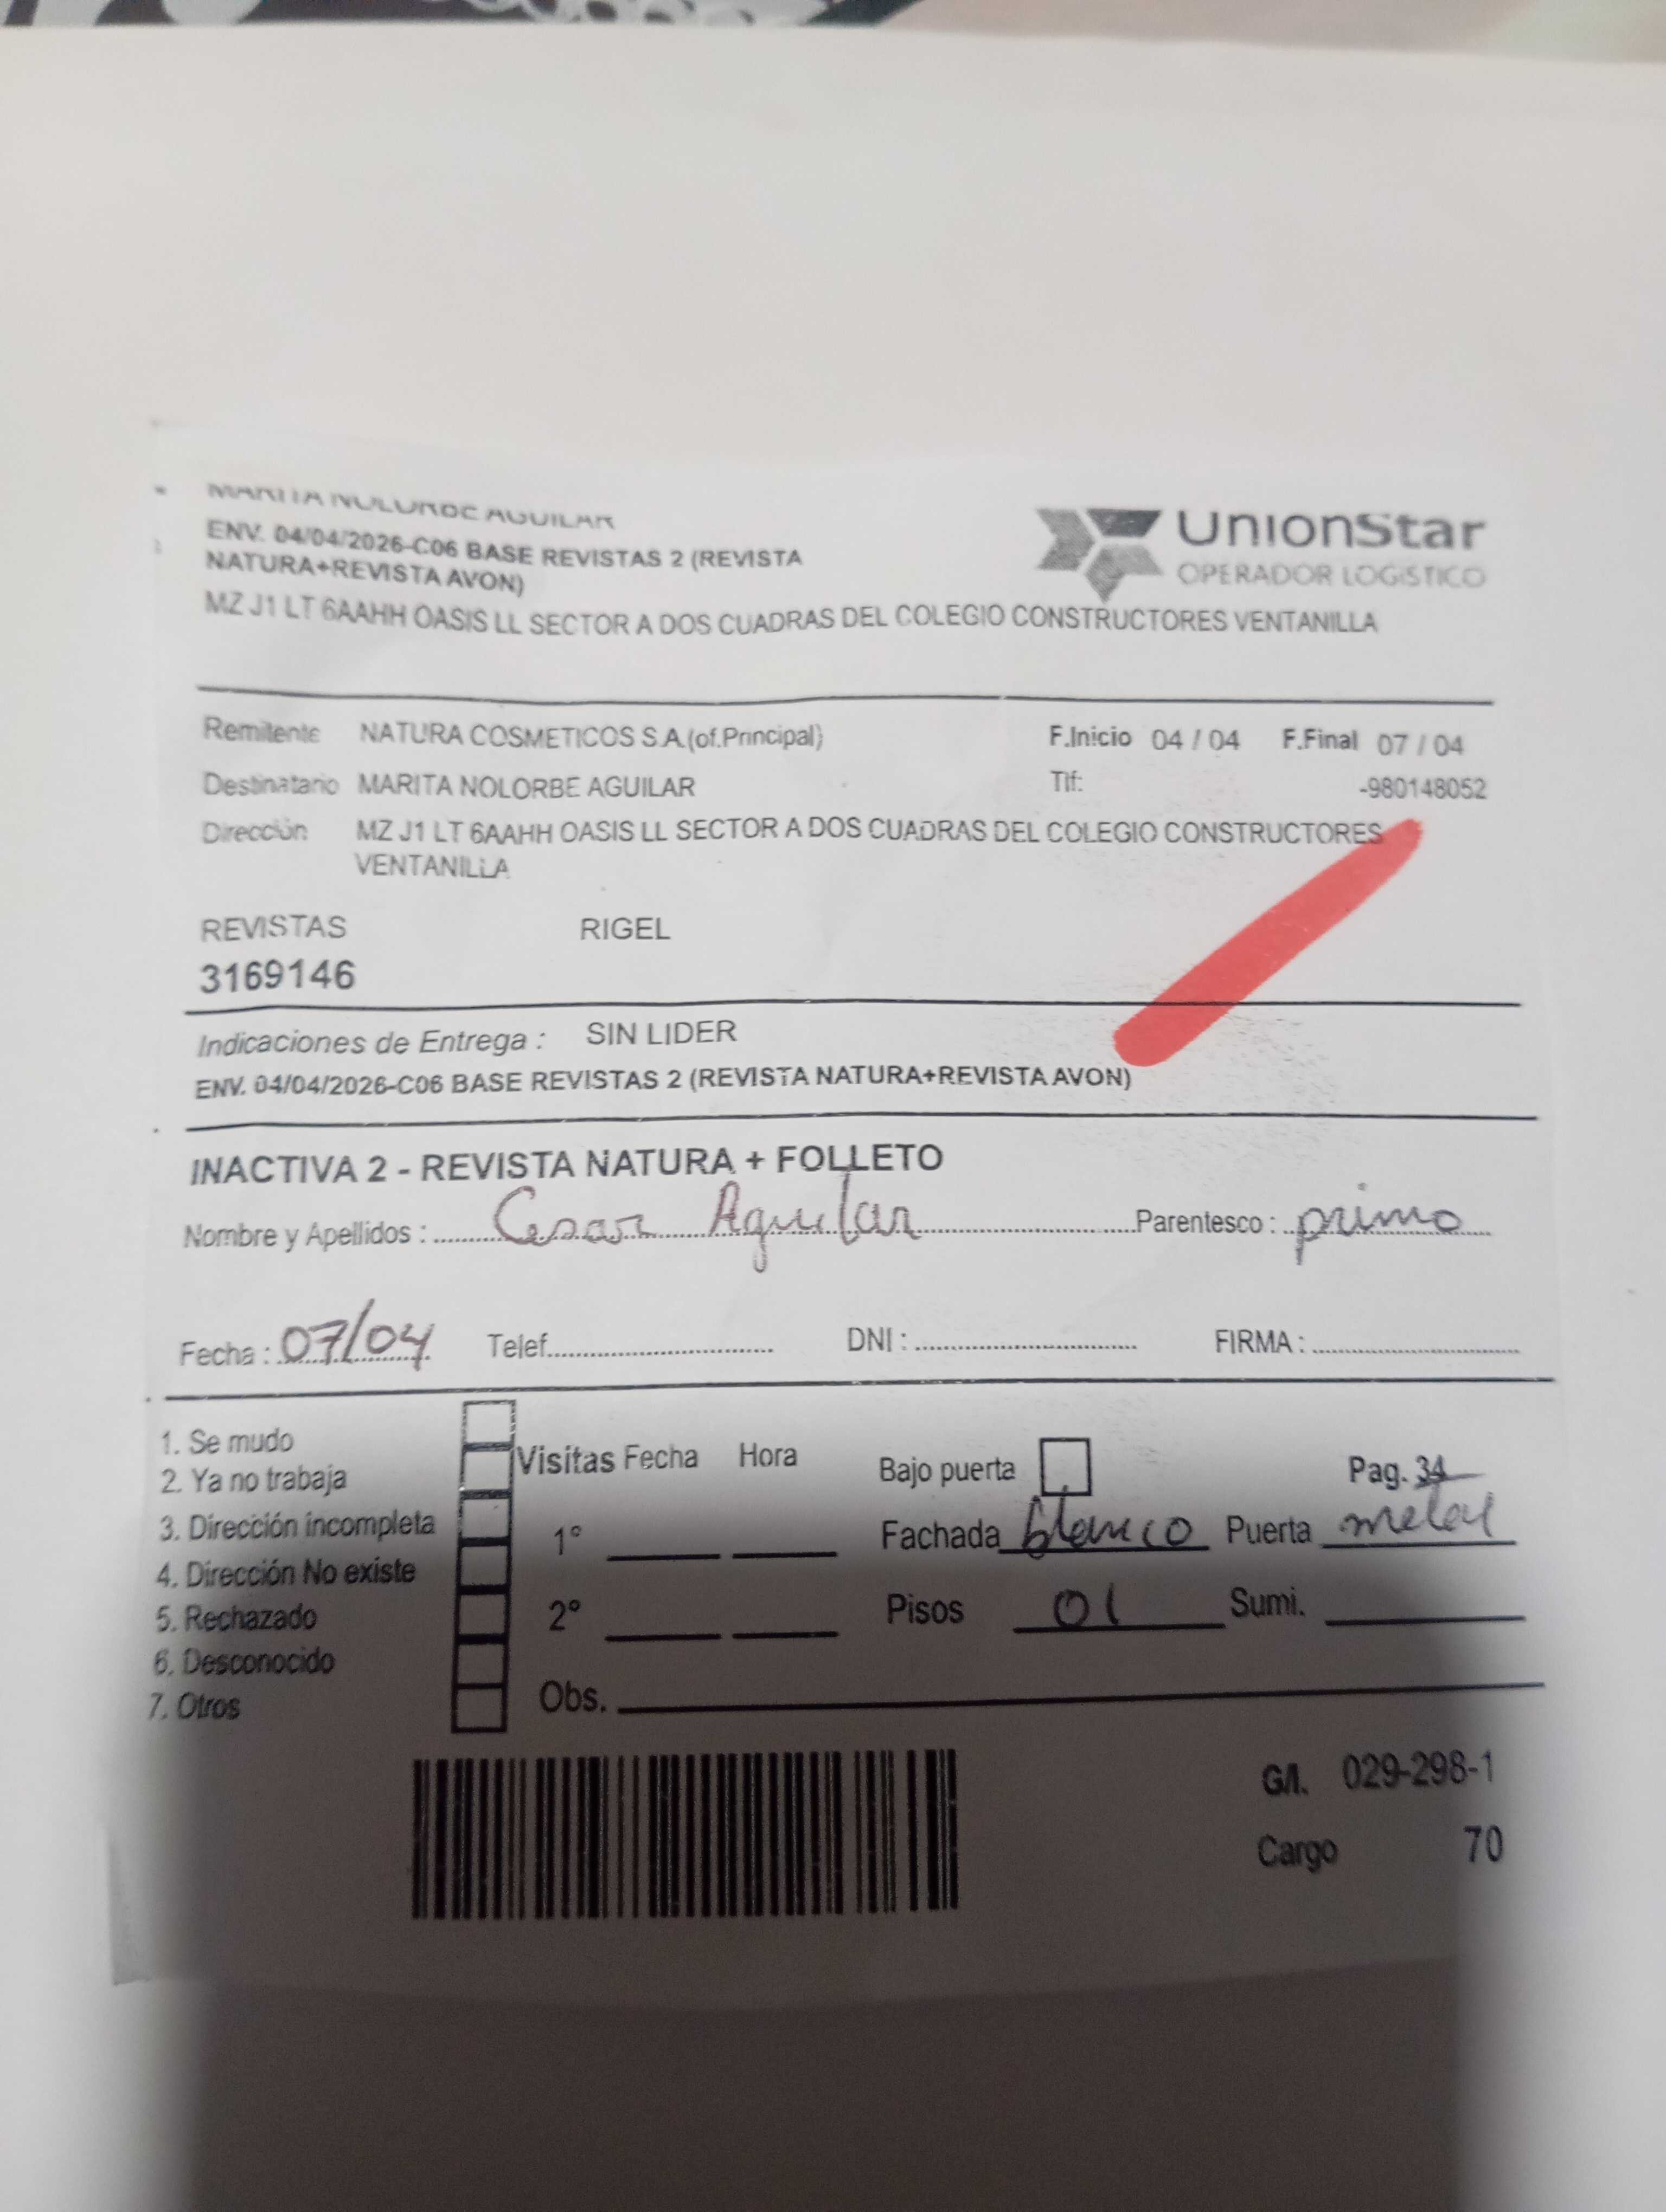 MARITA NOLORBE AGUILAR
ENV. 04/04/2026-C06 BASE REVISTAS 2 (REVISTA
NATURA+REVISTA AVON)
MZ J1 LT 6AAHH OASIS LL SECTOR A DOS CUADRAS DEL COLEGIO CONSTRUCTORES VENTANILLA
UnionStar
OPERADOR LOGíSTICO
Remitente NATURA COSMETICOS S.A.(of.Principal) F.Inicio 04 / 04 F.Final 07 / 04
Destinatario MARITA NOLORBE AGUILAR Tlf: -980148052
Dirección MZ J1 LT 6AAHH OASIS LL SECTOR A DOS CUADRAS DEL COLEGIO CONSTRUCTORES
VENTANILLA
REVISTAS RIGEL
3169146
Indicaciones de Entrega : SIN LIDER
ENV. 04/04/2026-C06 BASE REVISTAS 2 (REVISTA NATURA+REVISTA AVON)
INACTIVA 2 - REVISTA NATURA + FOLLETO
Nombre y Apellidos : Cesar Aguilar Parentesco : primo
Fecha : 07/04 Telef. DNI : FIRMA :
1. Se mudo
2. Ya no trabaja
3. Dirección incompleta
4. Dirección No existe
5. Rechazado
6. Desconocido
7. Otros
Visitas Fecha Hora
1°
2°
Obs.
Bajo puerta Pag. 34
Fachada blanco Puerta metal
Pisos 01 Sumi.
G/I. 029-298-1
Cargo 70